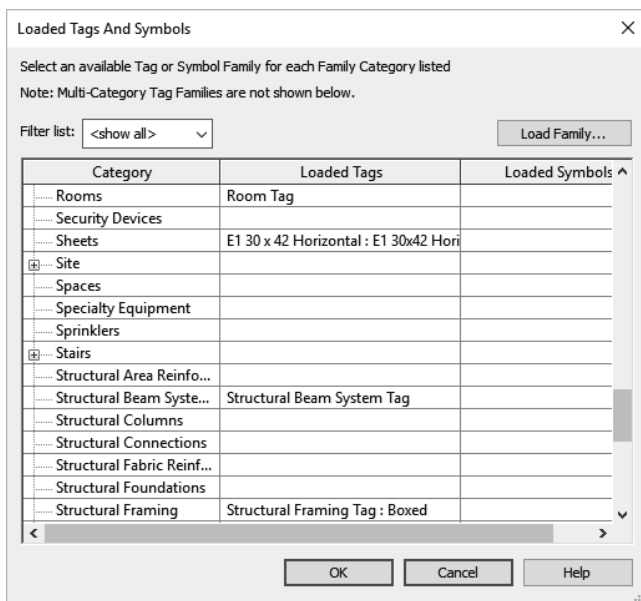 Loaded Tags And Symbols
Select an available Tag or Symbol Family for each Family Category listed
Note: Multi-Category Tag Families are not shown below.
Filter list: <show all> Load Family...
Category Loaded Tags Loaded Symbols
Rooms Room Tag
Security Devices
Sheets E1 30 x 42 Horizontal : E1 30x42 Hori
Site
Spaces
Specialty Equipment
Sprinklers
Stairs
Structural Area Reinfo...
Structural Beam Syste... Structural Beam System Tag
Structural Columns
Structural Connections
Structural Fabric Reinf...
Structural Foundations
Structural Framing Structural Framing Tag : Boxed
OK Cancel Help